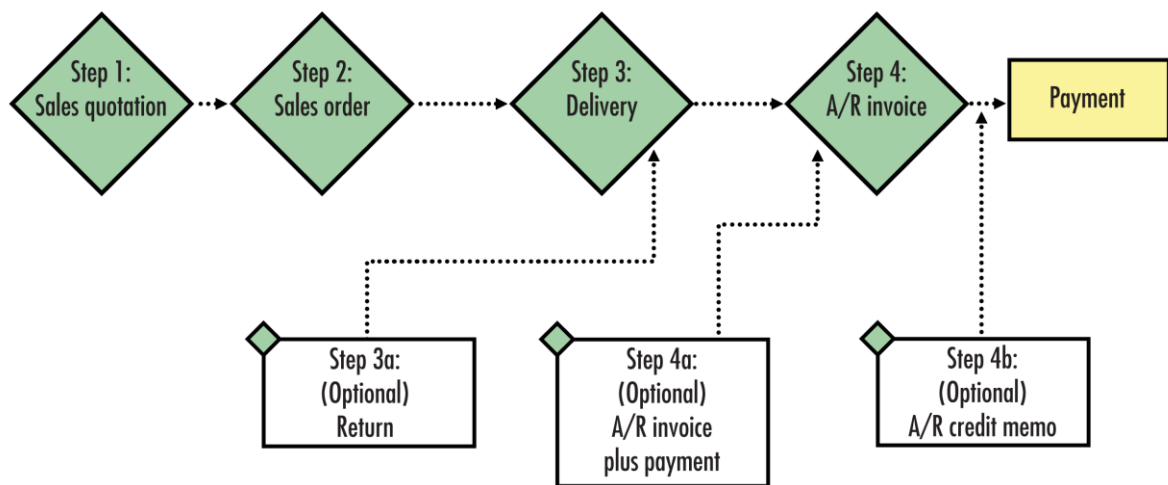 Step 1:
Sales quotation
Step 2:
Sales order
Step 3:
Delivery
Step 4:
A/R invoice
Payment
Step 3a:
(Optional)
Return
Step 4a:
(Optional)
A/R invoice
plus payment
Step 4b:
(Optional)
A/R credit memo